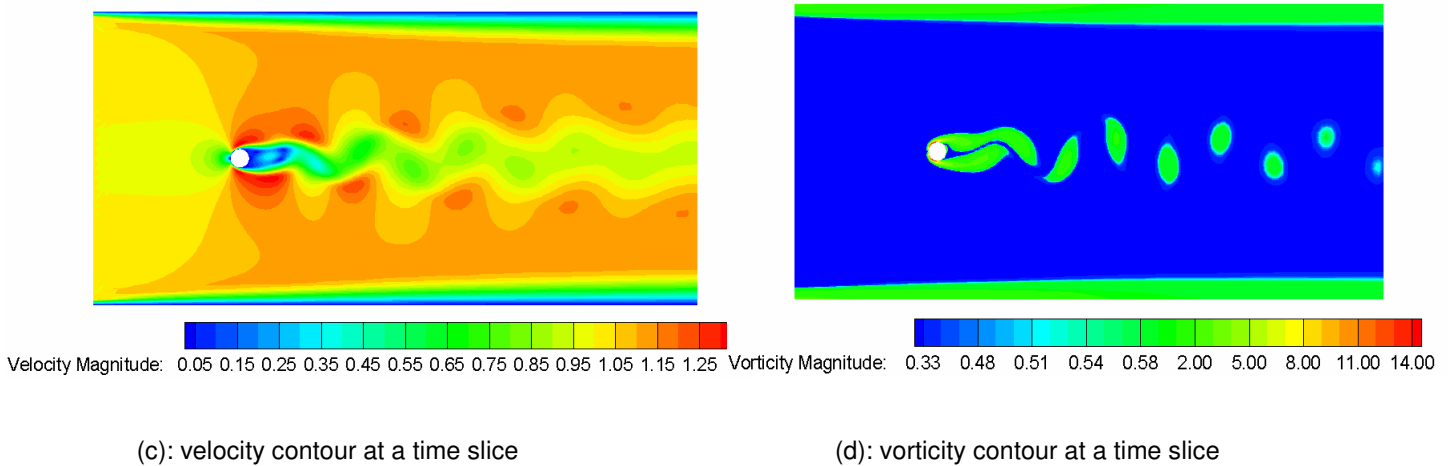 0.05 0.15 0.25 0.35 0.45 0.55 0.65 0.75 0.85 0.95 1.05 1.15 1.25
Velocity Magnitude:
0.33 0.48 0.51 0.54 0.58 2.00 5.00 8.00 11.00 14.00
Vorticity Magnitude:
(c): velocity contour at a time slice
(d): vorticity contour at a time slice